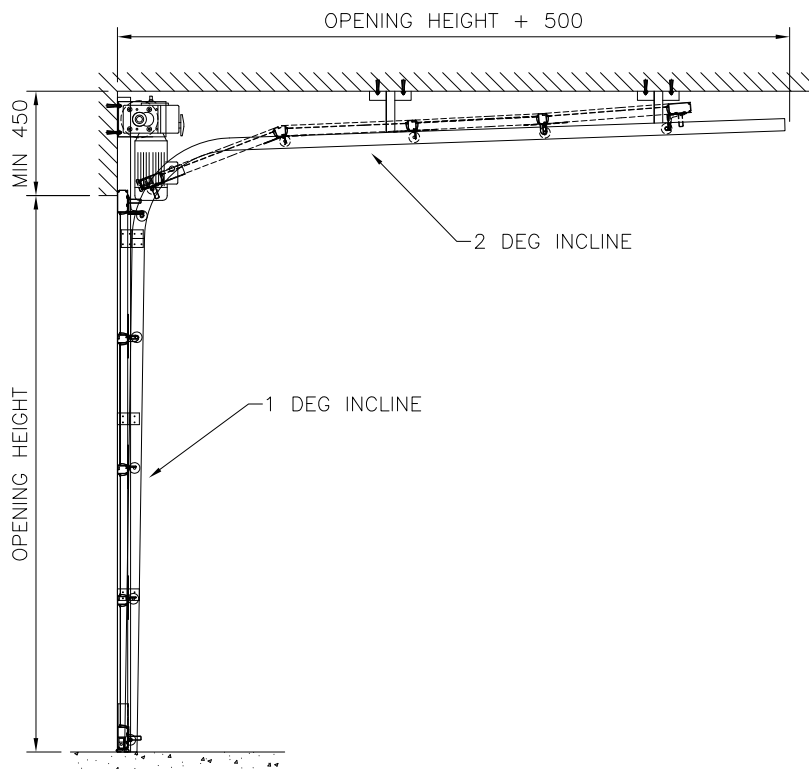 OPENING HEIGHT + 500
MIN 450
2 DEG INCLINE
1 DEG INCLINE
OPENING HEIGHT